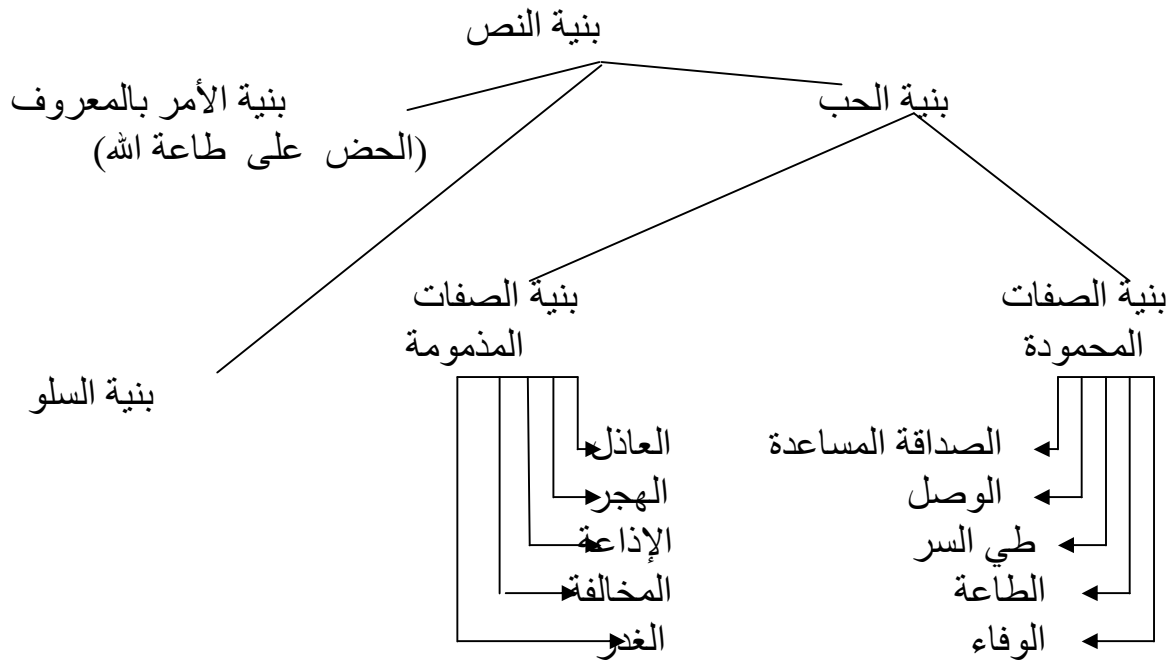 بنية النص
بنية الحب
بنية الأمر بالمعروف
(الحض على طاعة الله)
بنية الصفات
المحمودة
بنية الصفات
المذمومة
بنية السلو
الصداقة المساعدة
الوصل
طي السر
الطاعة
الوفاء
العاذل
الهجر
الإذاعة
المخالفة
الغدر